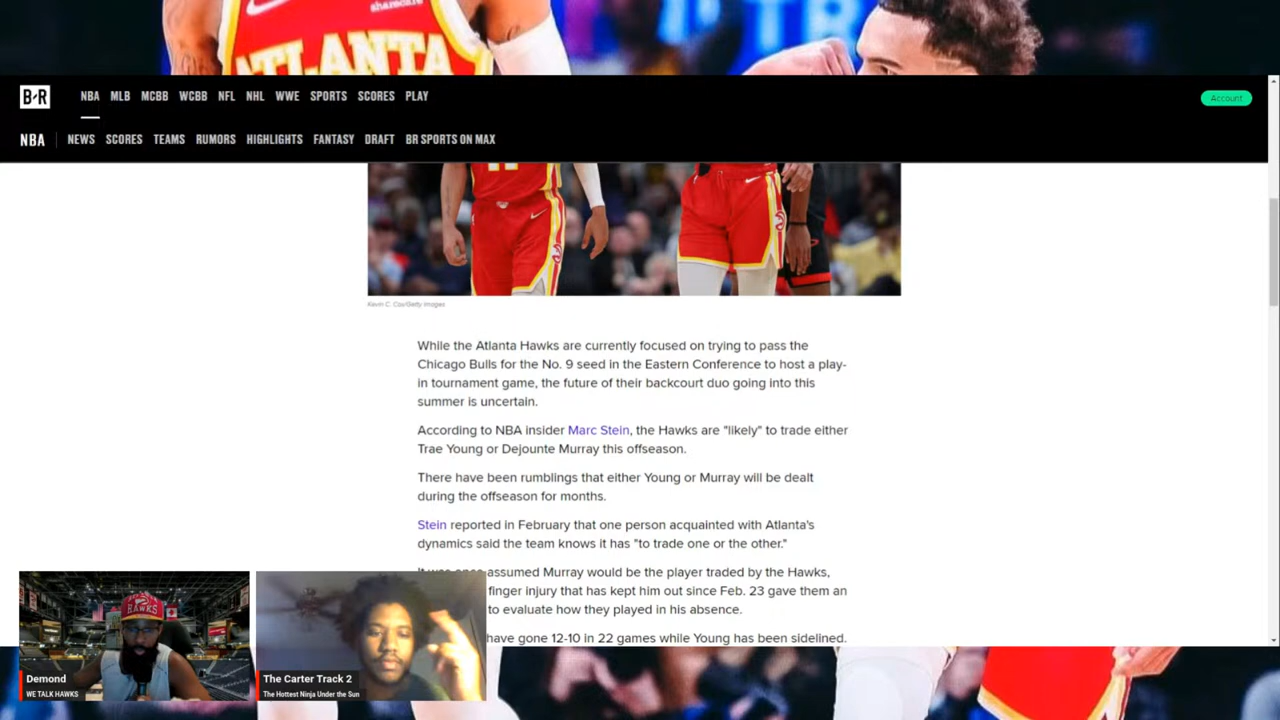 sharecare
ATLANTA
B/R
NBA MLB MCBB WCBB NFL NHL WWE SPORTS SCORES PLAY
Account
NBA NEWS SCORES TEAMS RUMORS HIGHLIGHTS FANTASY DRAFT BR SPORTS ON MAX
Kevin C. Cox/Getty Images
While the Atlanta Hawks are currently focused on trying to pass the
Chicago Bulls for the No. 9 seed in the Eastern Conference to host a play-
in tournament game, the future of their backcourt duo going into this
summer is uncertain.
According to NBA insider Marc Stein, the Hawks are "likely" to trade either
Trae Young or Dejounte Murray this offseason.
There have been rumblings that either Young or Murray will be dealt
during the offseason for months.
Stein reported in February that one person acquainted with Atlanta's
dynamics said the team knows it has "to trade one or the other."
assumed Murray would be the player traded by the Hawks,
finger injury that has kept him out since Feb. 23 gave them an
to evaluate how they played in his absence.
have gone 12-10 in 22 games while Young has been sidelined.
HAWKS
Demond
WE TALK HAWKS
The Carter Track 2
The Hottest Ninja Under the Sun